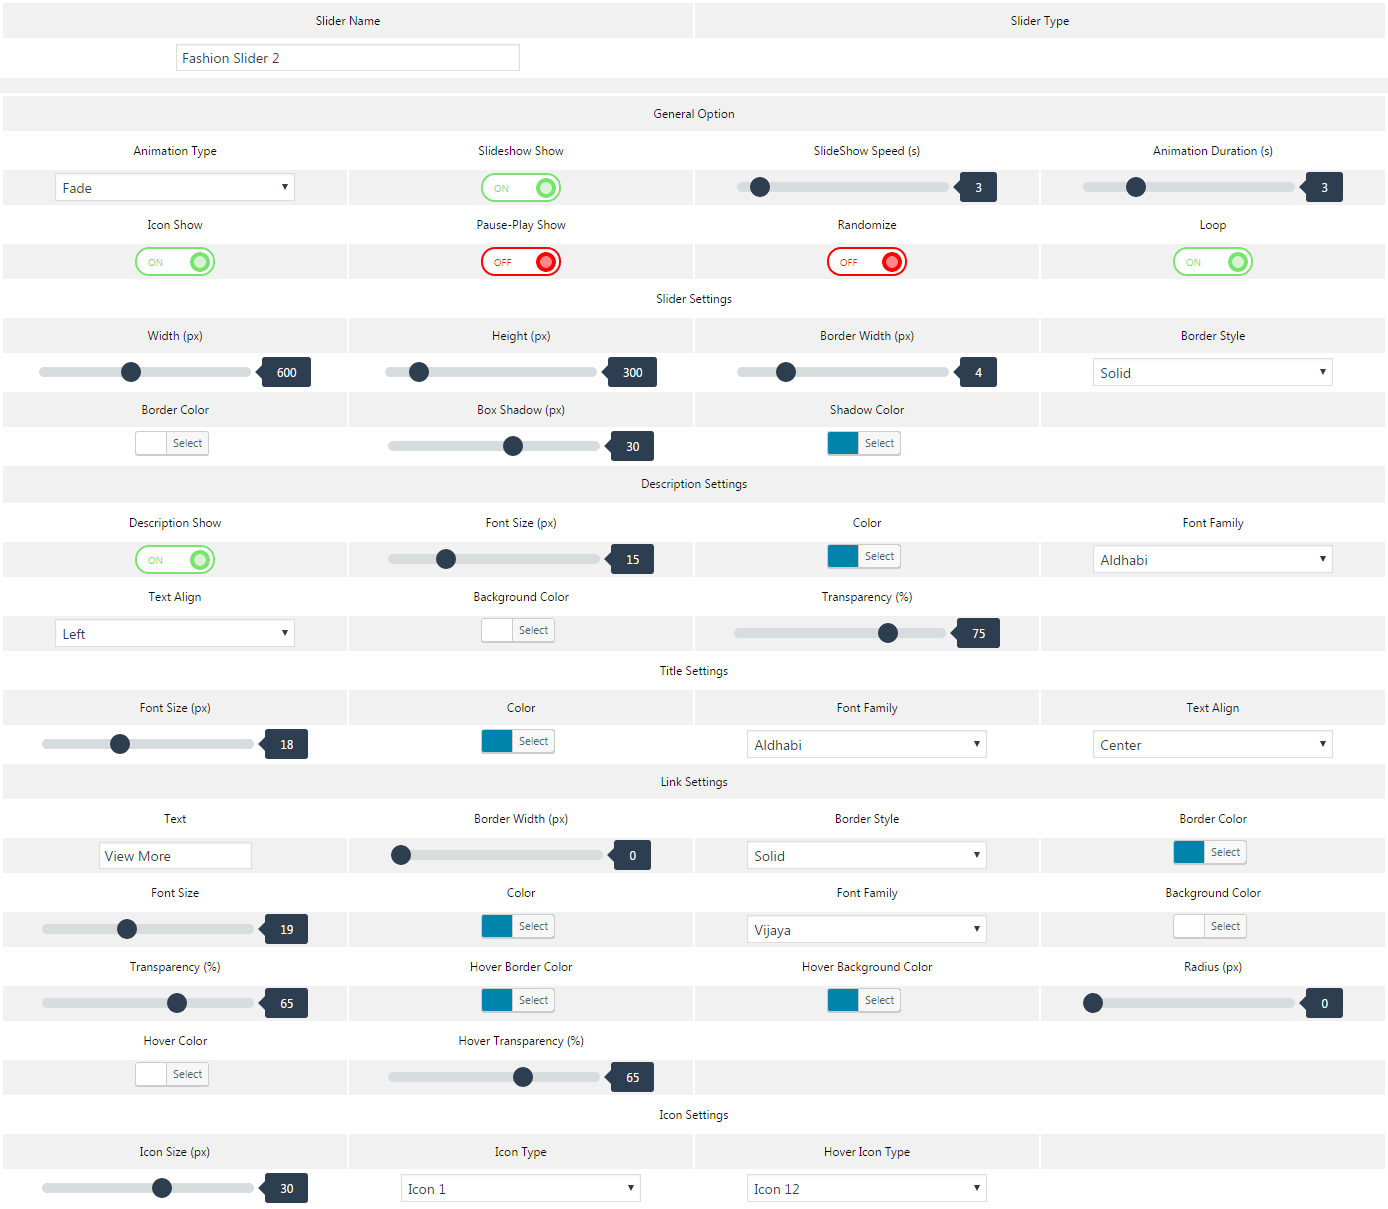 Slider Name Slider Type
Fashion Slider 2
General Option
Animation Type Slideshow Show SlideShow Speed (s) Animation Duration (s)
Fade ON 3 3
Icon Show Pause-Play Show Randomize Loop
ON OFF OFF ON
Slider Settings
Width (px) Height (px) Border Width (px) Border Style
600 300 4 Solid
Border Color Box Shadow (px) Shadow Color
Select 30 Select
Description Settings
Description Show Font Size (px) Color Font Family
ON 15 Select Aldhabi
Text Align Background Color Transparency (%)
Left Select 75
Title Settings
Font Size (px) Color Font Family Text Align
18 Select Aldhabi Center
Link Settings
Text Border Width (px) Border Style Border Color
View More 0 Solid Select
Font Size Color Font Family Background Color
19 Select Vijaya Select
Transparency (%) Hover Border Color Hover Background Color Radius (px)
65 Select Select 0
Hover Color Hover Transparency (%)
Select 65
Icon Settings
Icon Size (px) Icon Type Hover Icon Type
30 Icon 1 Icon 12